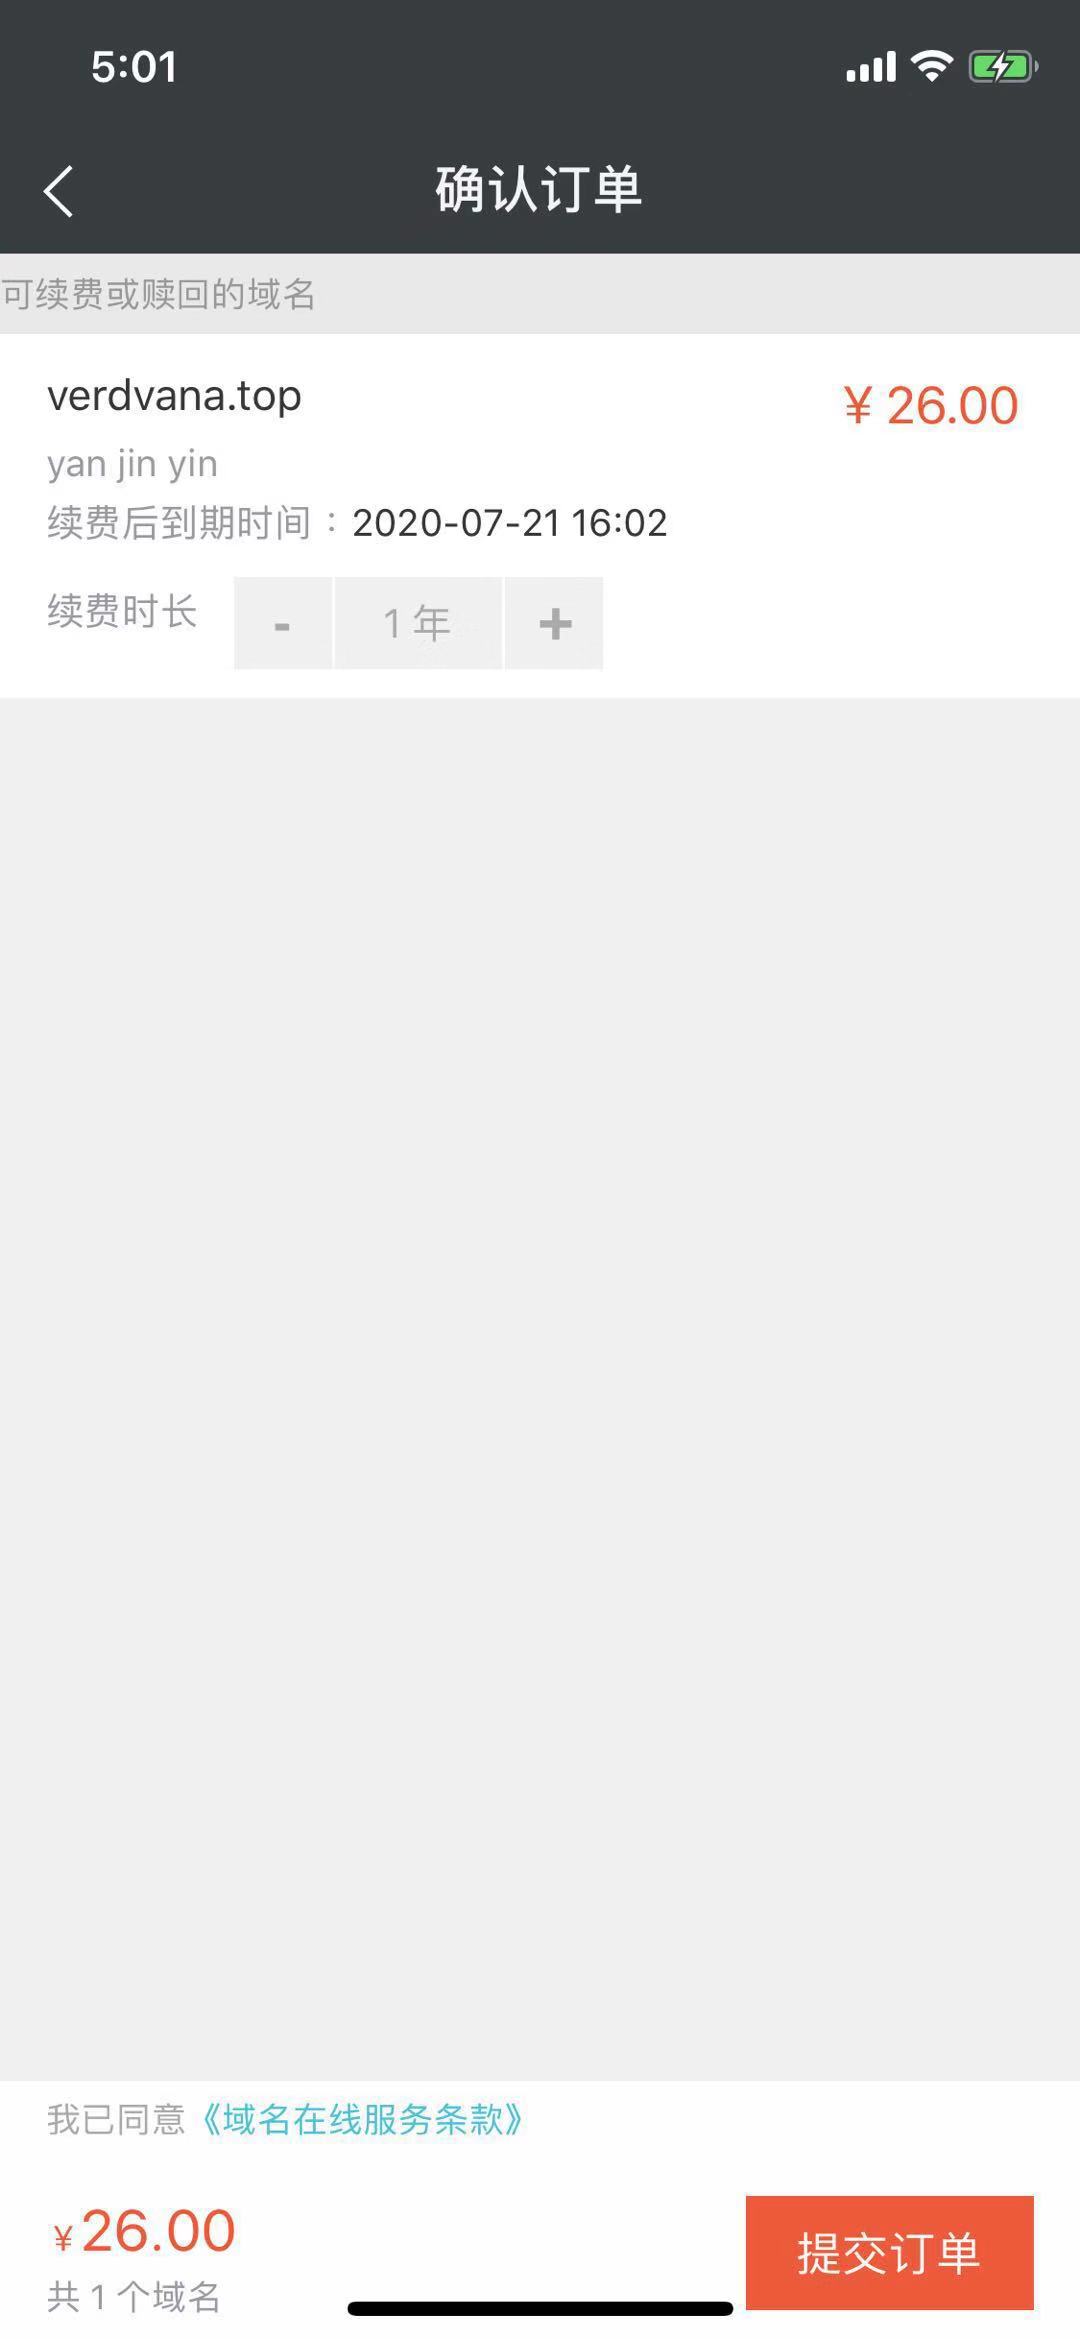 5:01
确认订单
可续费或赎回的域名
verdvana.top
¥ 26.00
yan jin yin
续费后到期时间：2020-07-21 16:02
续费时长 - 1 年 +
我已同意《域名在线服务条款》
¥26.00
共 1 个域名
提交订单